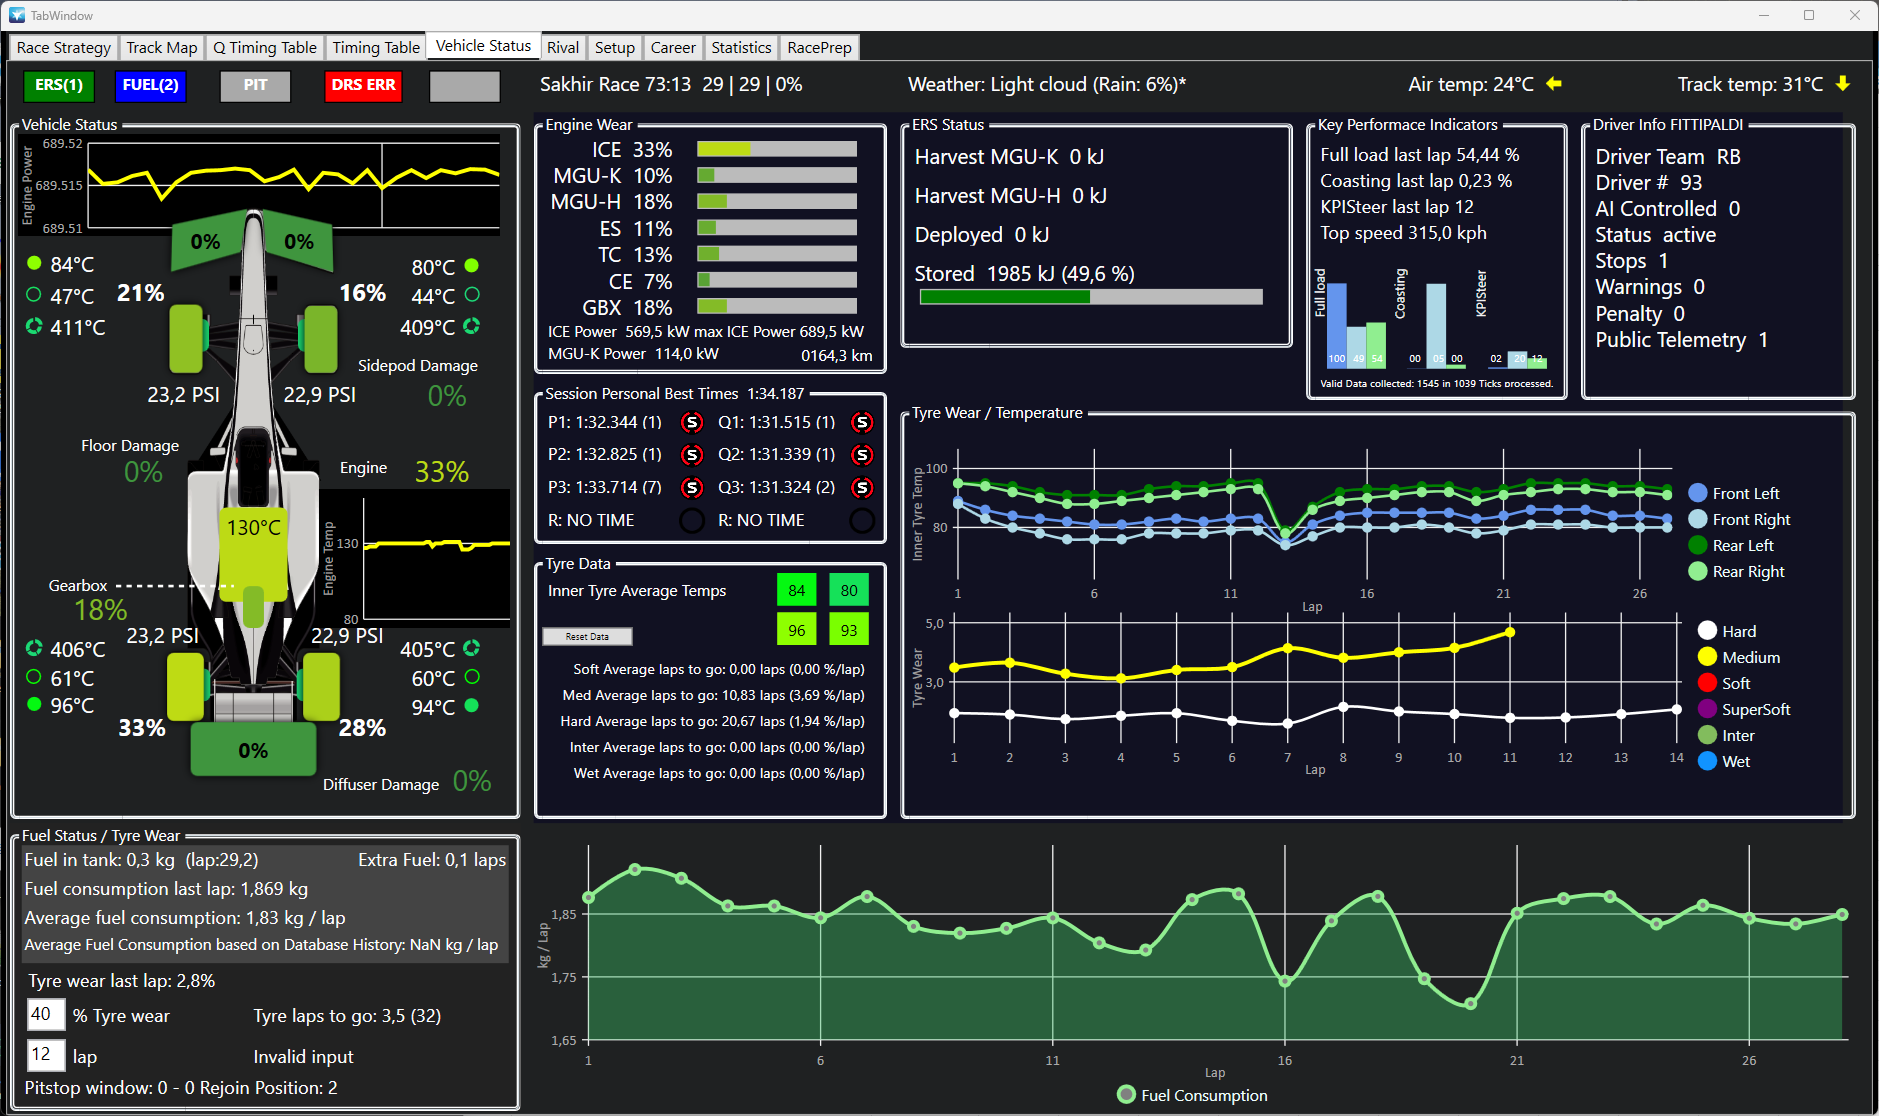 TabWindow
Race Strategy Track Map Q Timing Table Timing Table Vehicle Status Rival Setup Career Statistics RacePrep
ERS(1) FUEL(2) PIT DRS ERR
Sakhir Race 73:13 29 | 29 | 0%
Weather: Light cloud (Rain: 6%)*
Air temp: 24°C
Track temp: 31°C
Vehicle Status
Engine Power
689.52
689.515
689.51
0% 0%
84°C
80°C
47°C 21% 16% 44°C
411°C
409°C
Sidepod Damage
0%
23,2 PSI 22,9 PSI
Floor Damage
0%
Engine 33%
130°C
Engine Temp
130
80
Gearbox
18%
23,2 PSI 22,9 PSI
406°C 405°C
61°C 60°C
96°C 94°C
33% 28%
0%
Diffuser Damage 0%
Engine Wear
ICE 33%
MGU-K 10%
MGU-H 18%
ES 11%
TC 13%
CE 7%
GBX 18%
ICE Power 569,5 kW max ICE Power 689,5 kW
MGU-K Power 114,0 kW 0164,3 km
Session Personal Best Times 1:34.187
P1: 1:32.344 (1) S Q1: 1:31.515 (1) S
P2: 1:32.825 (1) S Q2: 1:31.339 (1) S
P3: 1:33.714 (7) S Q3: 1:31.324 (2) S
R: NO TIME R: NO TIME
Tyre Data
Inner Tyre Average Temps 84 80
96 93
Reset Data
Soft Average laps to go: 0,00 laps (0,00 %/lap)
Med Average laps to go: 10,83 laps (3,69 %/lap)
Hard Average laps to go: 20,67 laps (1,94 %/lap)
Inter Average laps to go: 0,00 laps (0,00 %/lap)
Wet Average laps to go: 0,00 laps (0,00 %/lap)
ERS Status
Harvest MGU-K 0 kJ
Harvest MGU-H 0 kJ
Deployed 0 kJ
Stored 1985 kJ (49,6 %)
Key Performace Indicators
Full load last lap 54,44 %
Coasting last lap 0,23 %
KPISteer last lap 12
Top speed 315,0 kph
Full load
Coasting
KPISteer
100 49 54 00 05 00 02 20 12
Valid Data collected: 1545 in 1039 Ticks processed.
Driver Info FITTIPALDI
Driver Team RB
Driver # 93
AI Controlled 0
Status active
Stops 1
Warnings 0
Penalty 0
Public Telemetry 1
Tyre Wear / Temperature
Inner Tyre Temp
100
80
1 6 11 16 21 26
Lap
Front Left
Front Right
Rear Left
Rear Right
Tyre Wear
5,0
3,0
1 2 3 4 5 6 7 8 9 10 11 12 13 14
Lap
Hard
Medium
Soft
SuperSoft
Inter
Wet
Fuel Status / Tyre Wear
Fuel in tank: 0,3 kg (lap:29,2) Extra Fuel: 0,1 laps
Fuel consumption last lap: 1,869 kg
Average fuel consumption: 1,83 kg / lap
Average Fuel Consumption based on Database History: NaN kg / lap
Tyre wear last lap: 2,8%
40 % Tyre wear Tyre laps to go: 3,5 (32)
12 lap Invalid input
Pitstop window: 0 - 0 Rejoin Position: 2
kg / Lap
1,85
1,75
1,65
1 6 11 16 21 26
Lap
Fuel Consumption